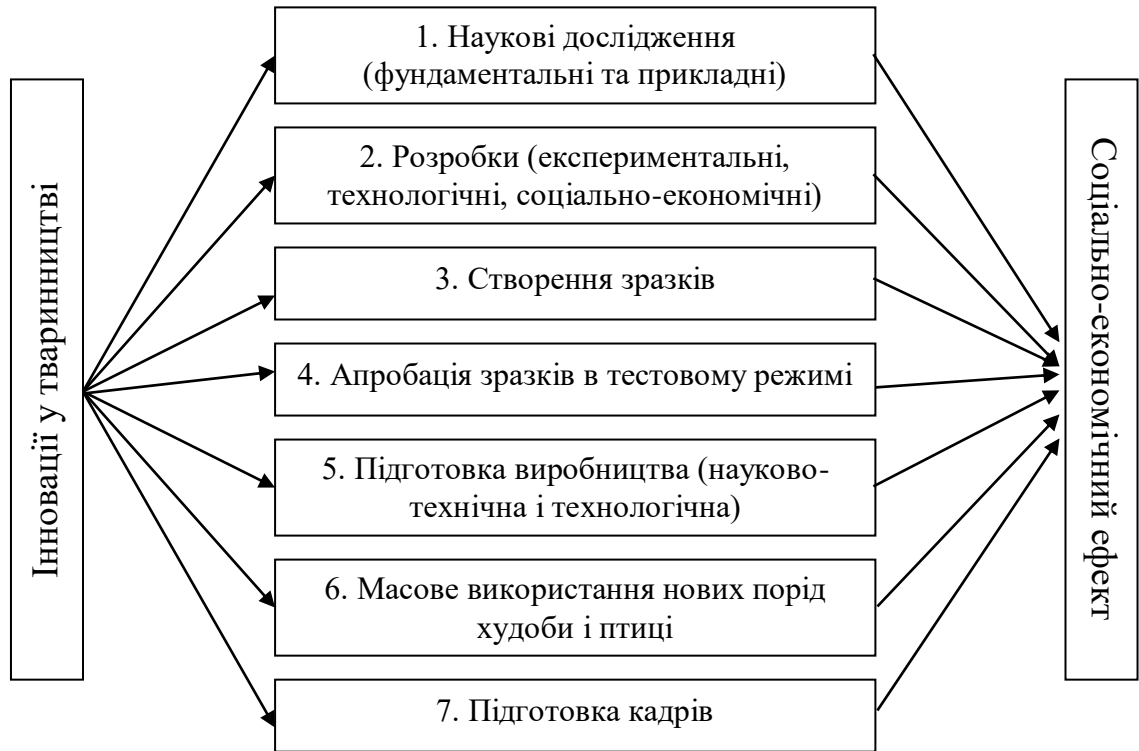 Інновації у тваринництві
1. Наукові дослідження
(фундаментальні та прикладні)
2. Розробки (експериментальні,
технологічні, соціально-економічні)
3. Створення зразків
4. Апробація зразків в тестовому режимі
5. Підготовка виробництва (науково-
технічна і технологічна)
6. Масове використання нових порід
худоби і птиці
7. Підготовка кадрів
Соціально-економічний ефект